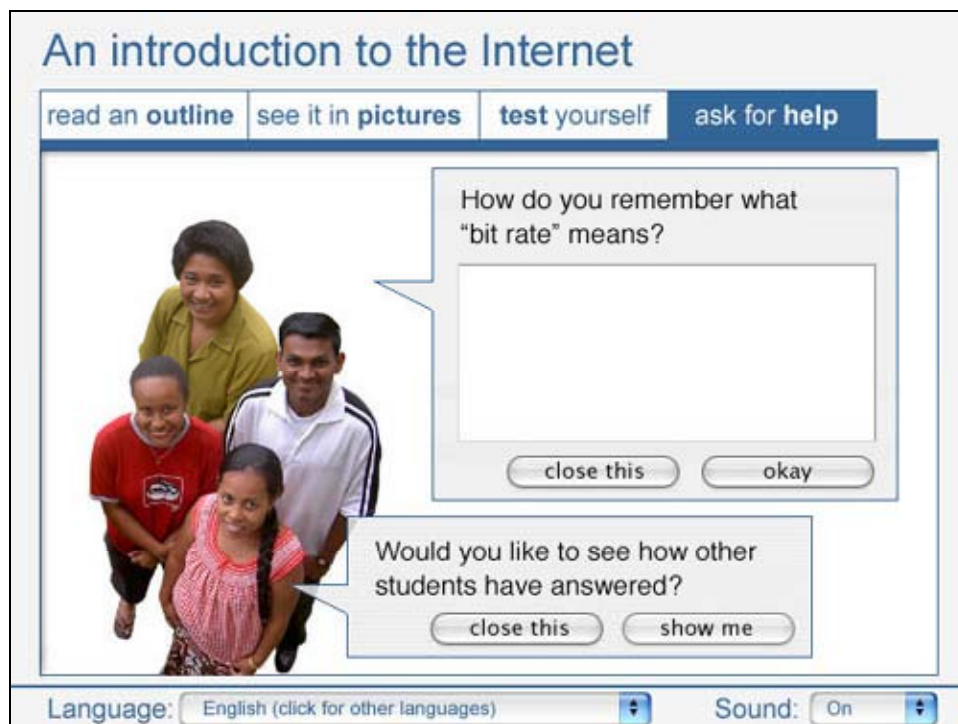 An introduction to the Internet
read an outline see it in pictures test yourself ask for help
How do you remember what
“bit rate” means?
close this okay
Would you like to see how other
students have answered?
close this show me
Language: English (click for other languages) Sound: On